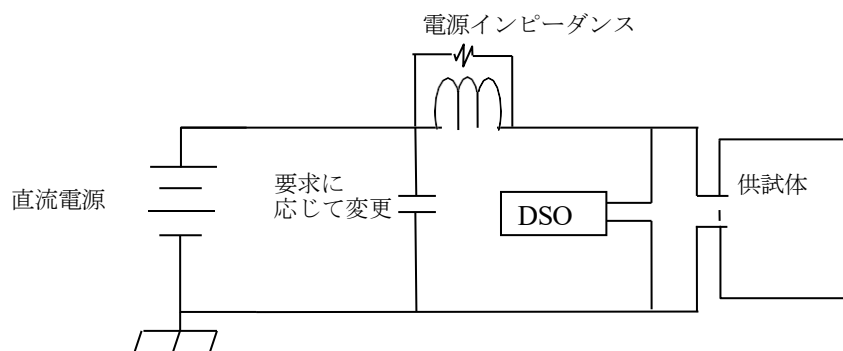 電源インピーダンス
直流電源
要求に
応じて変更
DSO
供試体